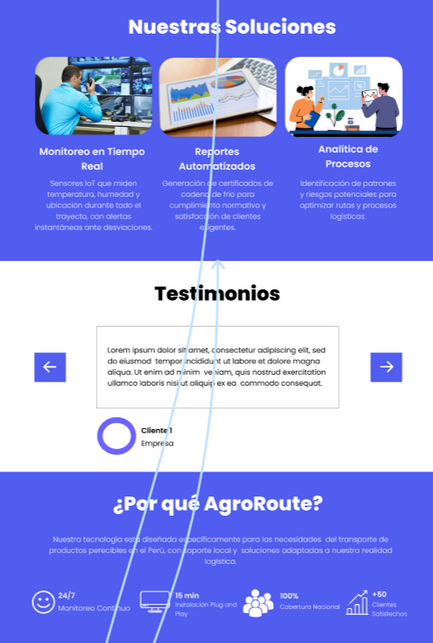 Nuestras Soluciones
Monitoreo en Tiempo
Real
Sensores IoT que miden
temperatura, humedad y
ubicación durante todo el
trayecto, con alertas
instantáneas ante desviaciones.
Reportes
Automatizados
Generación de certificados de
cadena de frío para
cumplimiento normativo y
satisfacción de clientes
exigentes.
Analítica de
Procesos
Identificación de patrones
y riesgos potenciales para
optimizar rutas y procesos
logísticas.
Testimonios
Lorem ipsum dolor sit amet, consectetur adipiscing elit, sed
do eiusmod tempor incididunt ut labore et dolore magna
aliqua. Ut enim ad minim veniam, quis nostrud exercitation
ullamco laboris nisi ut aliquip ex ea commodo consequat.
Cliente 1
Empresa
¿Por qué AgroRoute?
Nuestra tecnología está diseñada específicamente para las necesidades del transporte de
productos perecibles en el Perú, con soporte local y soluciones adaptadas a nuestra realidad
logística.
24/7
Monitoreo Continuo
15 min
Instalación Plug and
Play
100%
Cobertura Nacional
+50
Clientes
Satisfechos